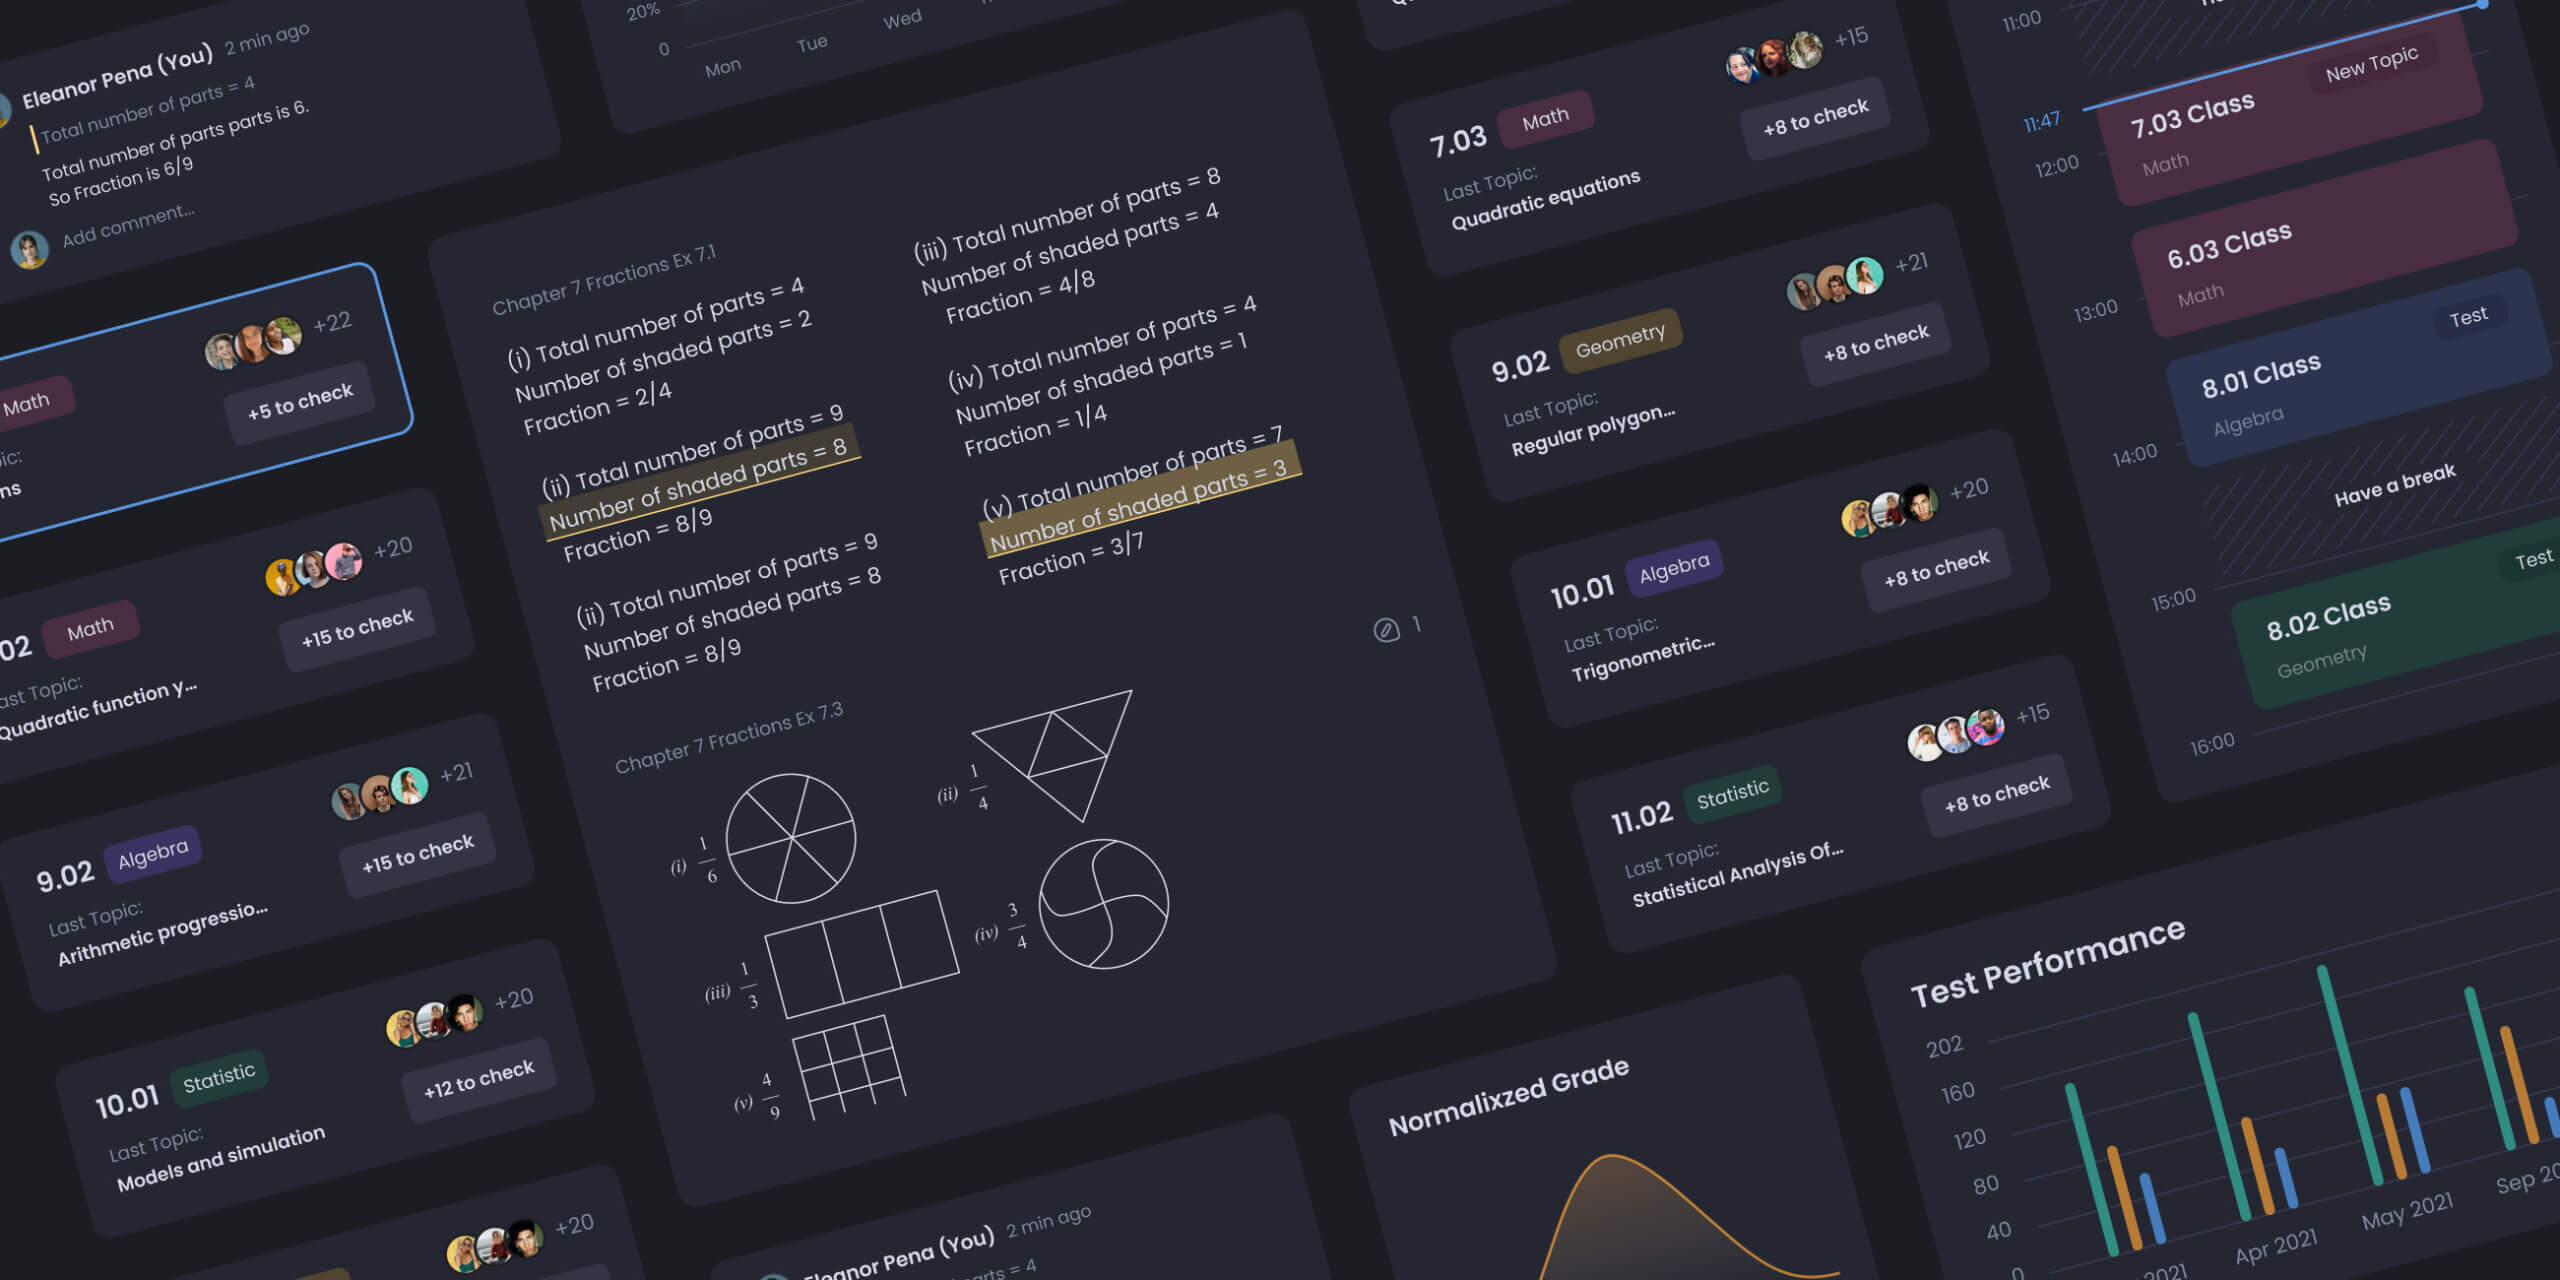 Eleanor Pena (You) 2 min ago
Total number of parts = 4
Total number of parts parts is 6.
So Fraction is 6/9
Add comment...
+22
Math
+5 to check
+20
Math
+15 to check
Last Topic:
Quadratic function y...
+21
9.02 Algebra
+15 to check
Last Topic:
Arithmetic progressio...
+20
10.01 Statistic
+12 to check
Last Topic:
Models and simulation
+20
20%
0
Mon Tue Wed
Chapter 7 Fractions Ex 7.1
(i) Total number of parts = 4
Number of shaded parts = 2
Fraction = 2/4
(ii) Total number of parts = 9
Number of shaded parts = 8
Fraction = 8/9
(ii) Total number of parts = 9
Number of shaded parts = 8
Fraction = 8/9
(iii) Total number of parts = 8
Number of shaded parts = 4
Fraction = 4/8
(iv) Total number of parts = 4
Number of shaded parts = 1
Fraction = 1/4
(v) Total number of parts = 7
Number of shaded parts = 3
Fraction = 3/7
1
Chapter 7 Fractions Ex 7.3
(i) 1/6
(ii) 1/4
(iii) 1/3
(iv) 3/4
(v) 4/9
Eleanor Pena (You) 2 min ago
parts = 4
+15
7.03 Math
+8 to check
Last Topic:
Quadratic equations
+21
9.02 Geometry
+8 to check
Last Topic:
Regular polygon...
+20
10.01 Algebra
+8 to check
Last Topic:
Trigonometric...
+15
11.02 Statistic
+8 to check
Last Topic:
Statistical Analysis Of...
Normalixzed Grade
11:00
11:47
12:00
13:00
14:00
15:00
16:00
New Topic
7.03 Class
Math
6.03 Class
Math
Test
8.01 Class
Algebra
Have a break
Test
8.02 Class
Geometry
Test Performance
202
160
120
80
40
0
2021 Apr 2021 May 2021 Sep 20